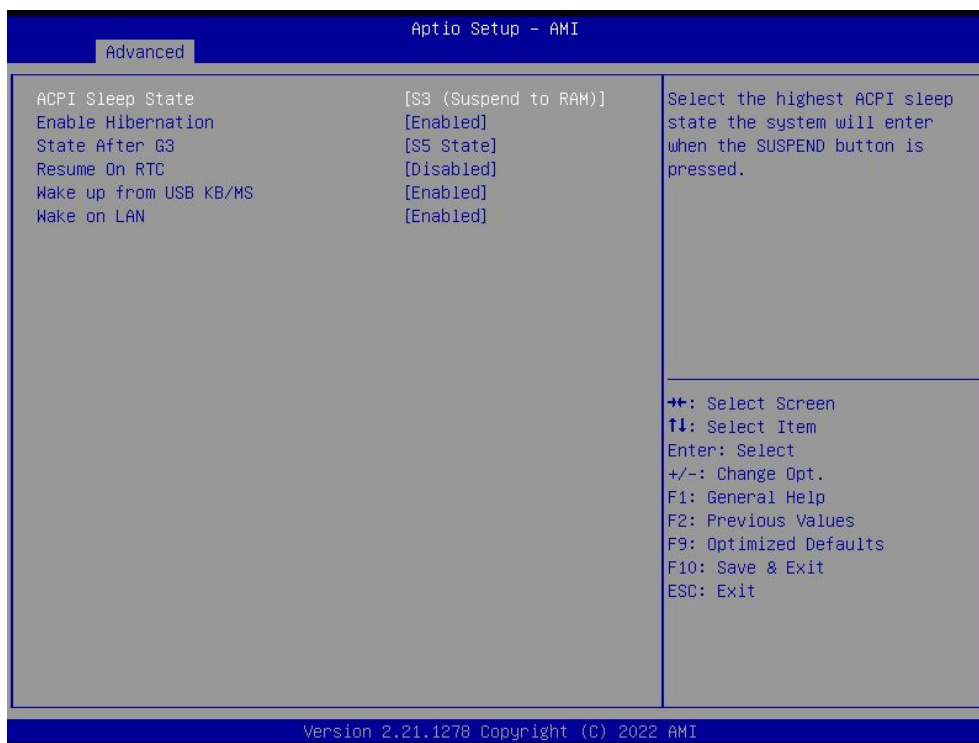 Aptio Setup – AMI
Advanced
ACPI Sleep State [S3 (Suspend to RAM)]
Enable Hibernation [Enabled]
State After G3 [S5 State]
Resume On RTC [Disabled]
Wake up from USB KB/MS [Enabled]
Wake on LAN [Enabled]
Select the highest ACPI sleep
state the system will enter
when the SUSPEND button is
pressed.
→←: Select Screen
↑↓: Select Item
Enter: Select
+/-: Change Opt.
F1: General Help
F2: Previous Values
F9: Optimized Defaults
F10: Save & Exit
ESC: Exit
Version 2.21.1278 Copyright (C) 2022 AMI